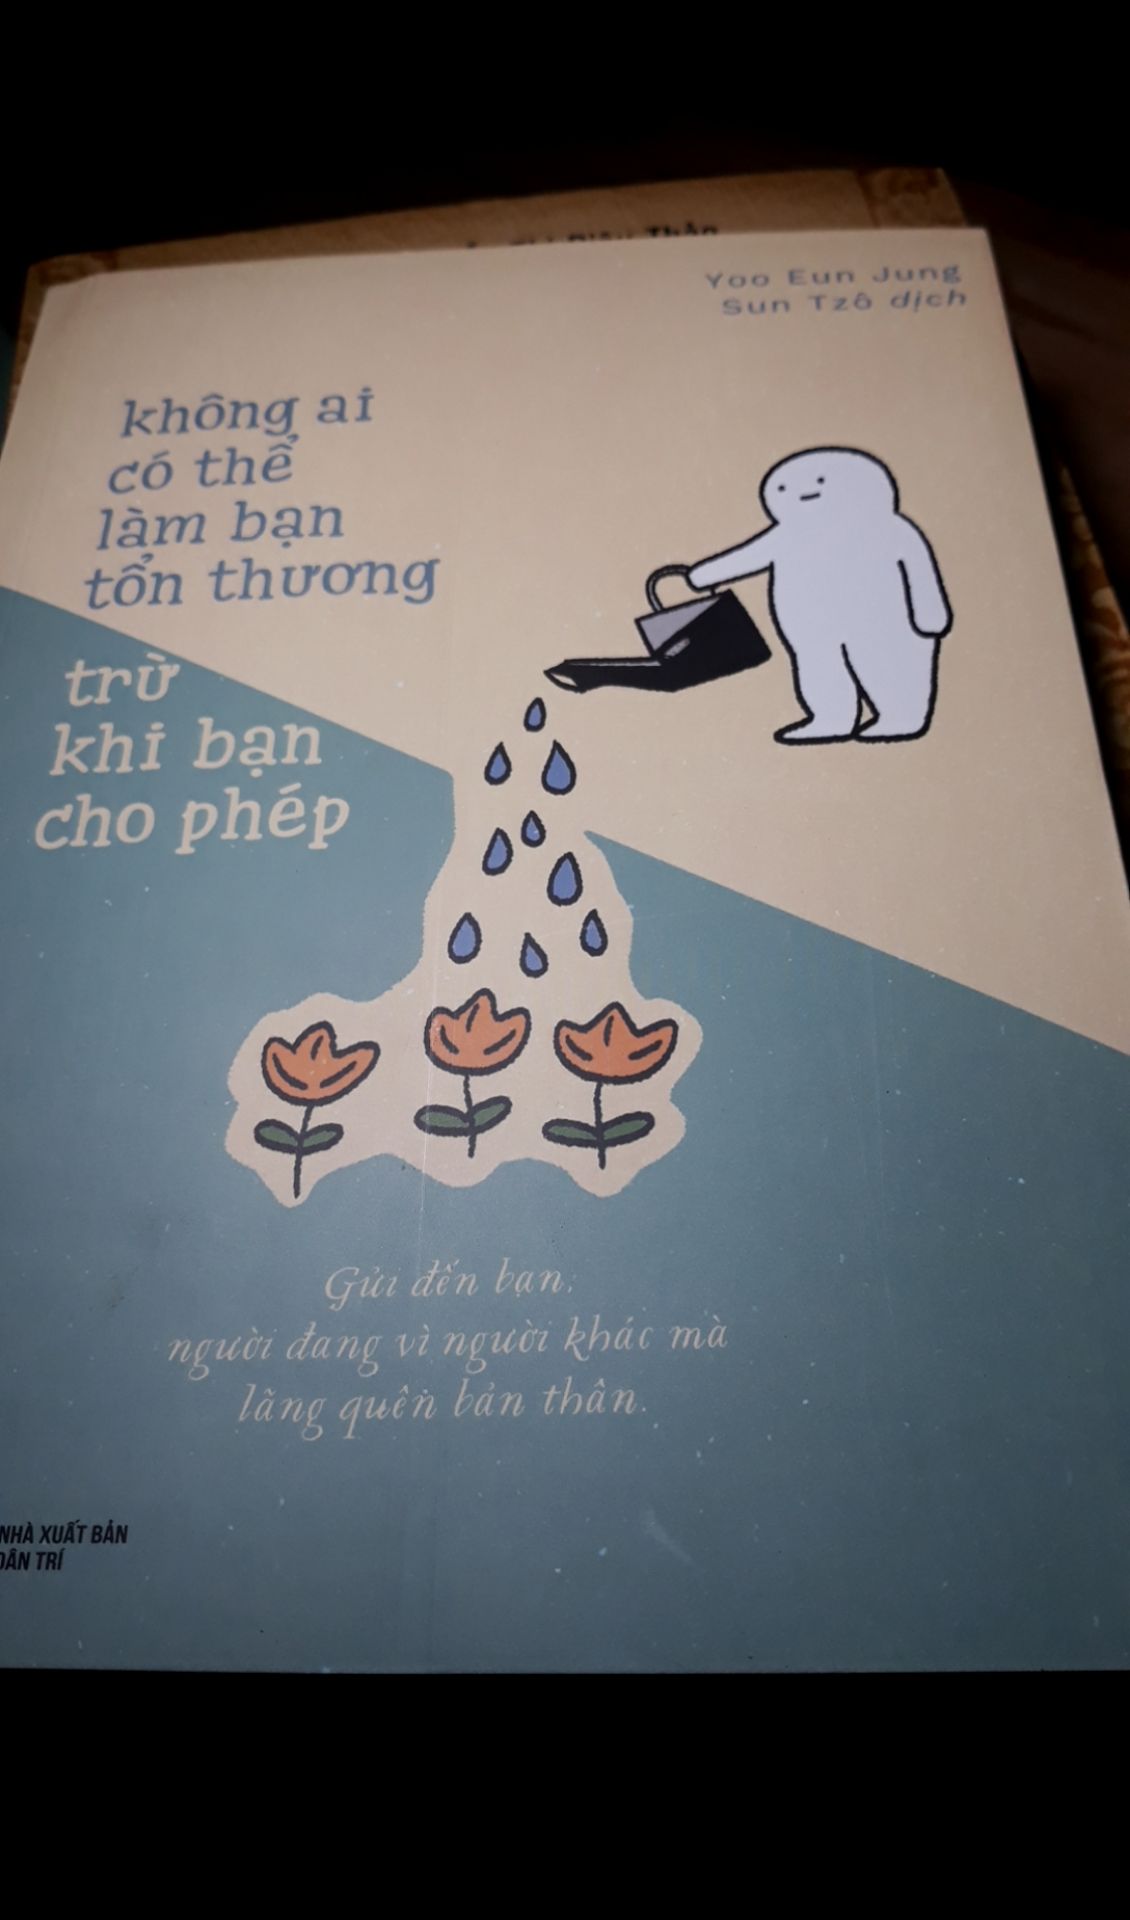 Yoo Eun Jung
Sun Tzô dịch
không ai
có thể
làm bạn
tổn thương
trừ
khi bạn
cho phép
Gửi đến bạn,
người đang vì người khác mà
lãng quên bản thân.
NHÀ XUẤT BẢN
DÂN TRÍ